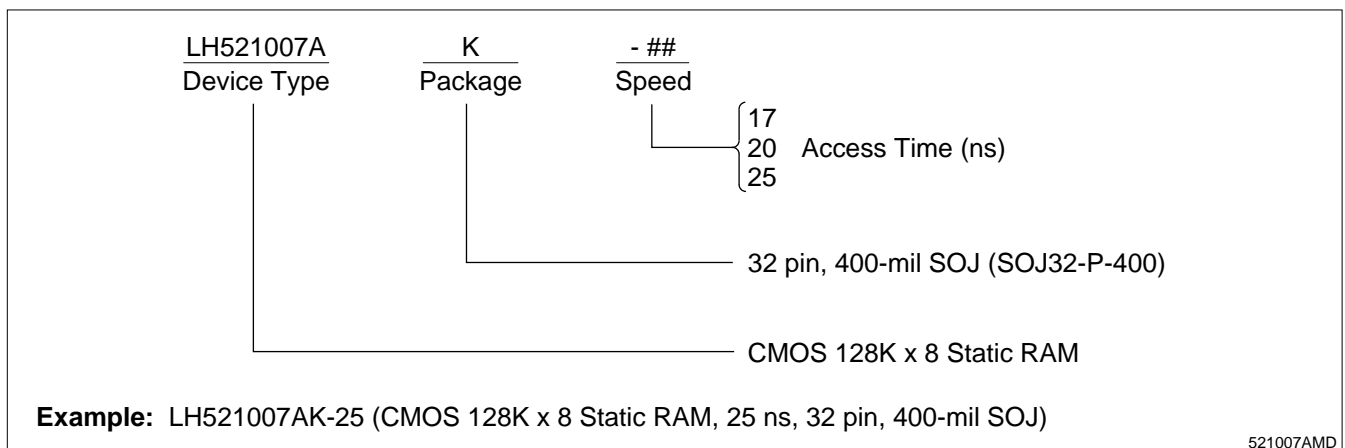 LH521007A K - ##
Device Type Package Speed
17
20 Access Time (ns)
25
32 pin, 400-mil SOJ (SOJ32-P-400)
CMOS 128K x 8 Static RAM
Example: LH521007AK-25 (CMOS 128K x 8 Static RAM, 25 ns, 32 pin, 400-mil SOJ)
521007AMD